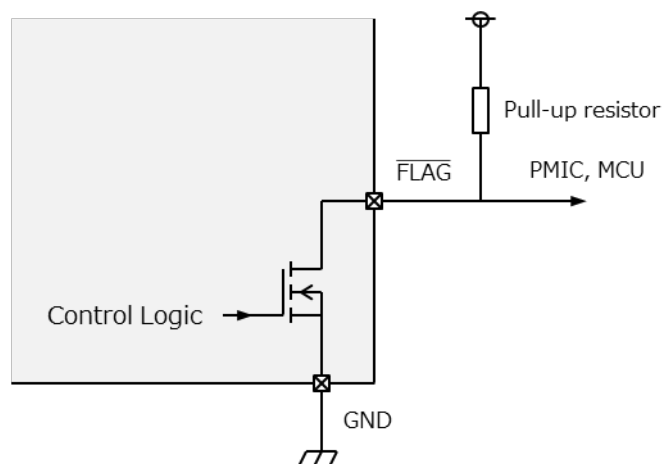 Pull-up resistor
FLAG
PMIC, MCU
Control Logic
GND